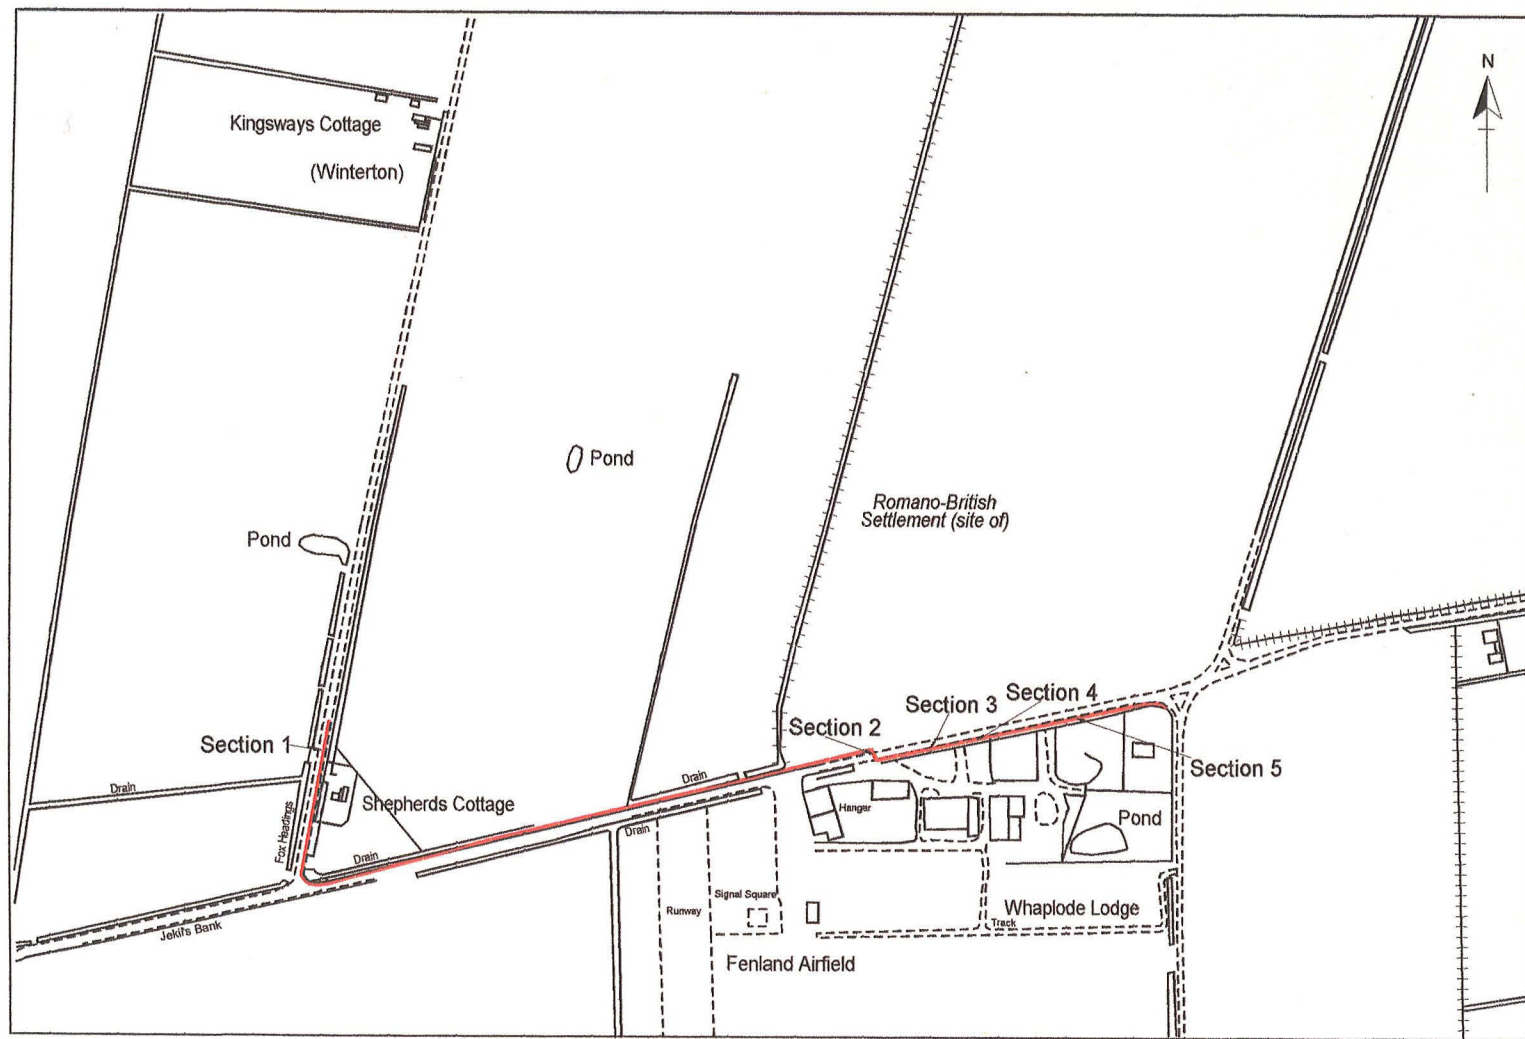 N
Kingsways Cottage
(Winterton)
Pond
Romano-British
Settlement (site of)
Pond
Section 4
Section 3
Section 2
Section 1
Section 5
Drain
Drain
Shepherds Cottage
Hangar
Pond
Fox Headings
Drain
Drain
Signal Square
Runway
Whaplode Lodge
Track
Jekil's Bank
Fenland Airfield